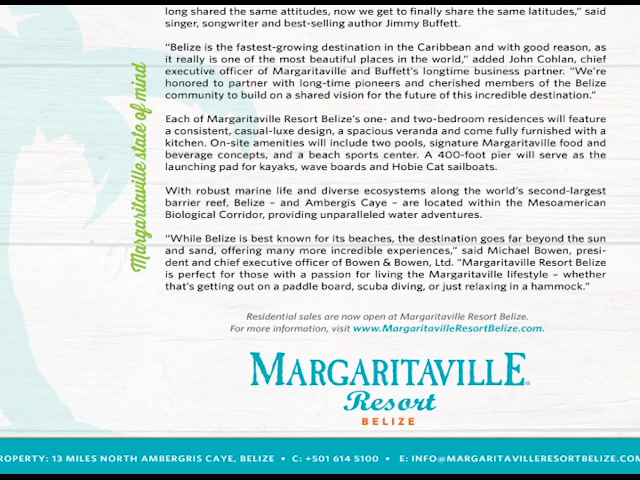 long shared the same attitudes, now we get to finally share the same latitudes,” said
singer, songwriter and best-selling author Jimmy Buffett.
“Belize is the fastest-growing destination in the Caribbean and with good reason, as
it really is one of the most beautiful places in the world,” added John Cohlan, chief
executive officer of Margaritaville and Buffett’s longtime business partner. “We’re
honored to partner with long-time pioneers and cherished members of the Belize
community to build on a shared vision for the future of this incredible destination.”
Each of Margaritaville Resort Belize’s one- and two-bedroom residences will feature
a consistent, casual-luxe design, a spacious veranda and come fully furnished with a
kitchen. On-site amenities will include two pools, signature Margaritaville food and
beverage concepts, and a beach sports center. A 400-foot pier will serve as the
launching pad for kayaks, wave boards and Hobie Cat sailboats.
With robust marine life and diverse ecosystems along the world’s second-largest
barrier reef, Belize – and Ambergis Caye – are located within the Mesoamerican
Biological Corridor, providing unparalleled water adventures.
“While Belize is best known for its beaches, the destination goes far beyond the sun
and sand, offering many more incredible experiences,” said Michael Bowen, presi-
dent and chief executive officer of Bowen & Bowen, Ltd. “Margaritaville Resort Belize
is perfect for those with a passion for living the Margaritaville lifestyle – whether
that’s getting out on a paddle board, scuba diving, or just relaxing in a hammock.”
Margaritaville state of mind
Residential sales are now open at Margaritaville Resort Belize.
For more information, visit www.MargaritavilleResortBelize.com.
MARGARITAVILLE®
Resort
BELIZE
ROPERTY: 13 MILES NORTH AMBERGRIS CAYE, BELIZE • C: +501 614 5100 • E: INFO@MARGARITAVILLERESORTBELIZE.COM